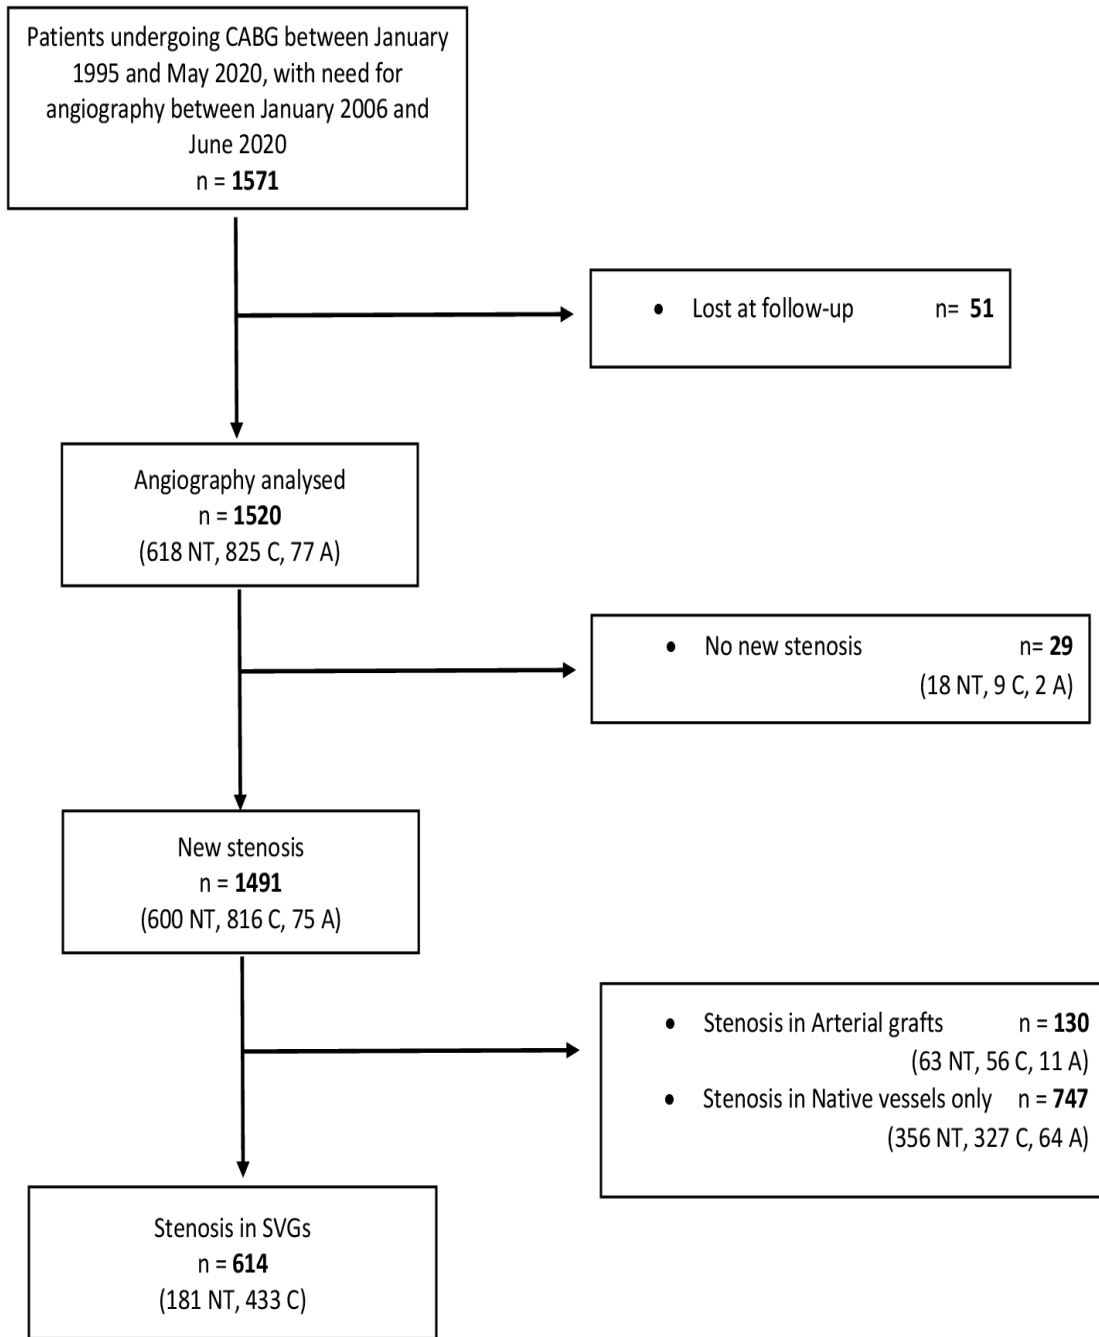 Patients undergoing CABG between January
1995 and May 2020, with need for
angiography between January 2006 and
June 2020
n = 1571
• Lost at follow-up n= 51
Angiography analysed
n = 1520
(618 NT, 825 C, 77 A)
• No new stenosis n= 29
(18 NT, 9 C, 2 A)
New stenosis
n = 1491
(600 NT, 816 C, 75 A)
• Stenosis in Arterial grafts n = 130
(63 NT, 56 C, 11 A)
• Stenosis in Native vessels only n = 747
(356 NT, 327 C, 64 A)
Stenosis in SVGs
n = 614
(181 NT, 433 C)